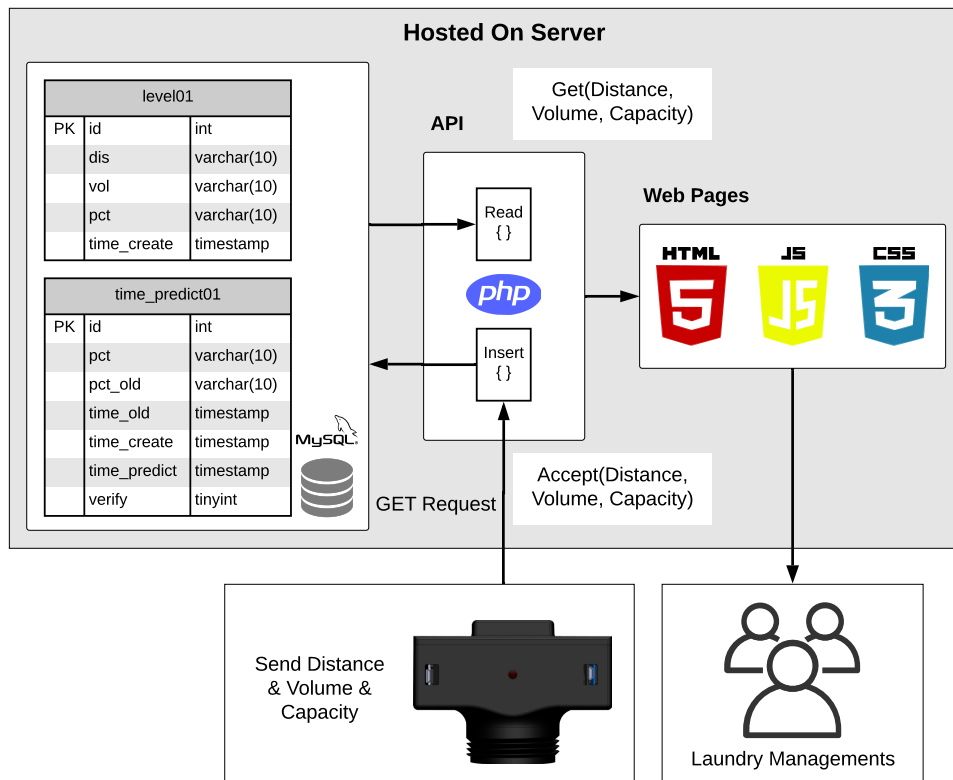 Hosted On Server
level01
PK id int
dis varchar(10)
vol varchar(10)
pct varchar(10)
time_create timestamp
time_predict01
PK id int
pct varchar(10)
pct_old varchar(10)
time_old timestamp
time_create timestamp
time_predict timestamp
verify tinyint
MySQL®
API
Get(Distance,
Volume, Capacity)
Read
{ }
php
Insert
{ }
Web Pages
HTML
5
JS
JS
CSS
3
GET Request
Accept(Distance,
Volume, Capacity)
Send Distance
& Volume &
Capacity
Laundry Managements